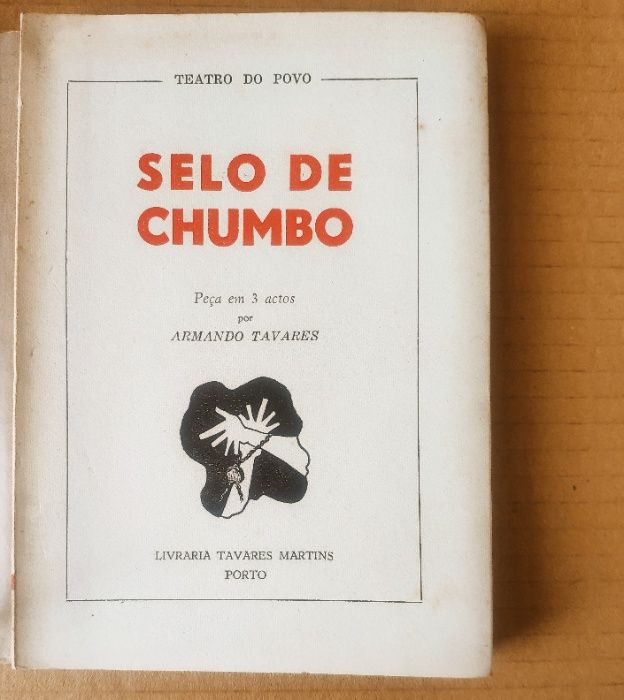 TEATRO DO POVO
SELO DE
CHUMBO
Peça em 3 actos
por
ARMANDO TAVARES
LIVRARIA TAVARES MARTINS
PORTO